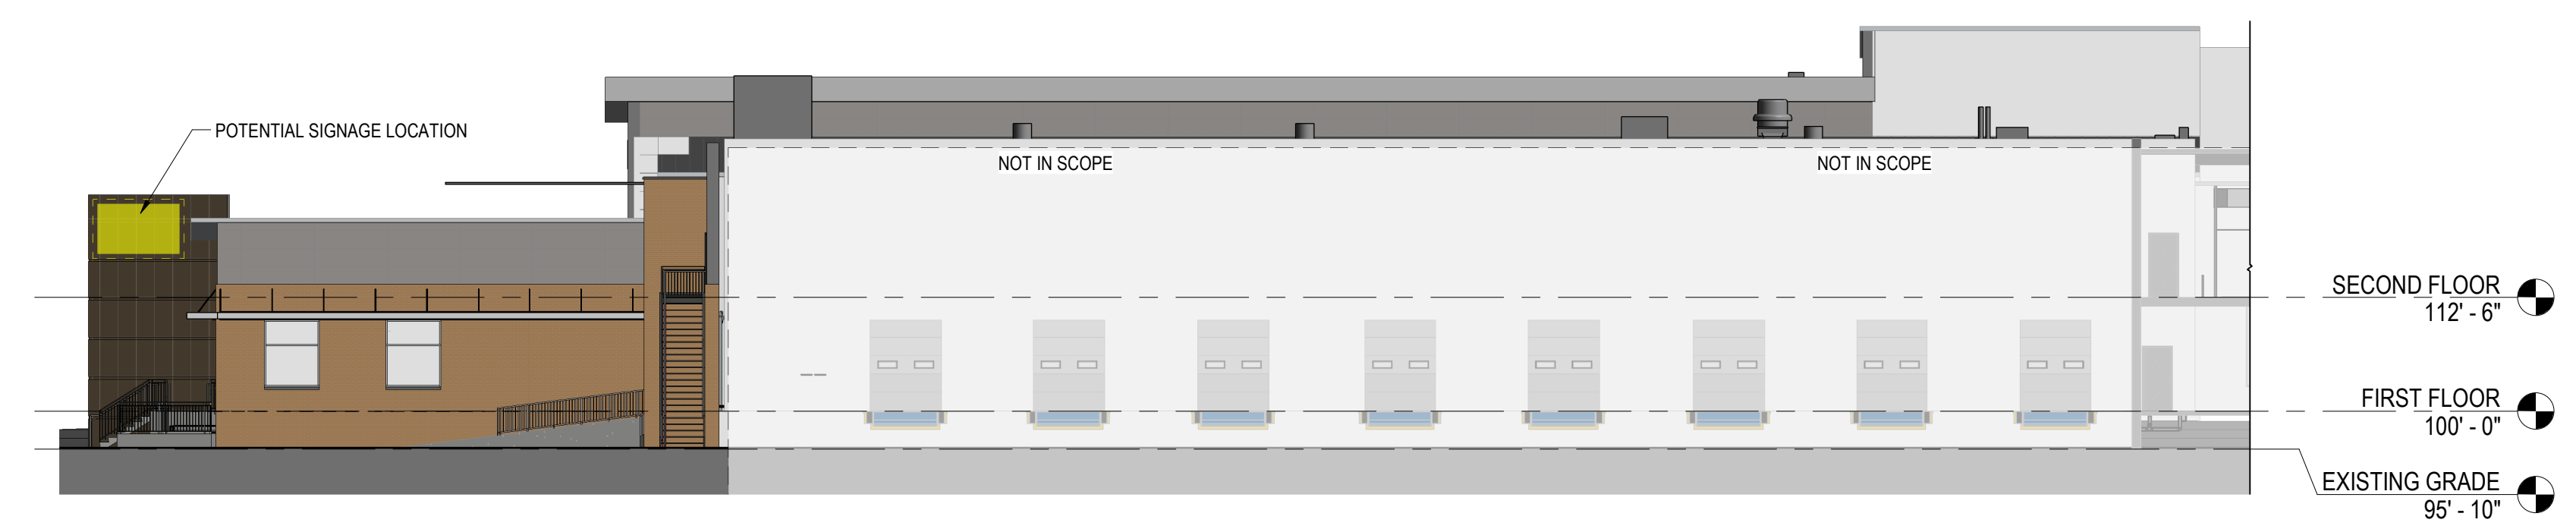 POTENTIAL SIGNAGE LOCATION
NOT IN SCOPE
NOT IN SCOPE
SECOND FLOOR
112' - 6"
FIRST FLOOR
100' - 0"
EXISTING GRADE
95' - 10"